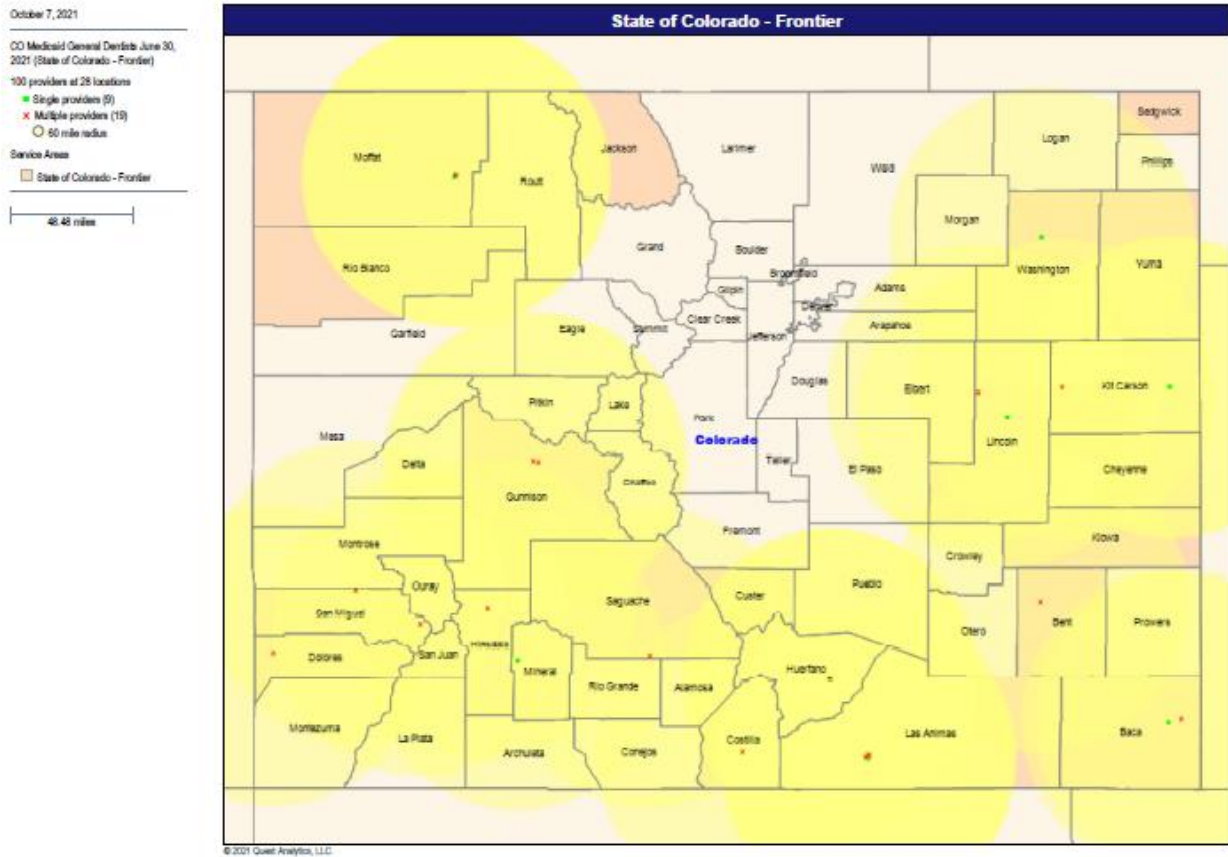 October 7, 2021
CO Medicaid General Dentists June 30,
2021 (State of Colorado - Frontier)
100 providers at 28 locations
Single providers (9)
Multiple providers (19)
60 mile radius
Service Areas
State of Colorado - Frontier
48.48 miles
State of Colorado - Frontier
Moffat
Routt
Jackson
Larimer
Weld
Logan
Sedgwick
Phillips
Morgan
Washington
Yuma
Rio Blanco
Grand
Boulder
Broomfield
Gilpin
Adams
Denver
Clear Creek
Jefferson
Arapahoe
Garfield
Eagle
Summit
Douglas
Elbert
Lincoln
Kit Carson
Pitkin
Lake
Park
Colorado
Teller
El Paso
Cheyenne
Mesa
Delta
Gunnison
Chaffee
Fremont
Crowley
Kiowa
Montrose
Ouray
Saguache
Custer
Pueblo
Otero
Bent
Prowers
San Miguel
Hinsdale
Dolores
San Juan
Mineral
Rio Grande
Alamosa
Huerfano
Montezuma
La Plata
Archuleta
Conejos
Costilla
Las Animas
Baca
© 2021 Quest Analytics, LLC.